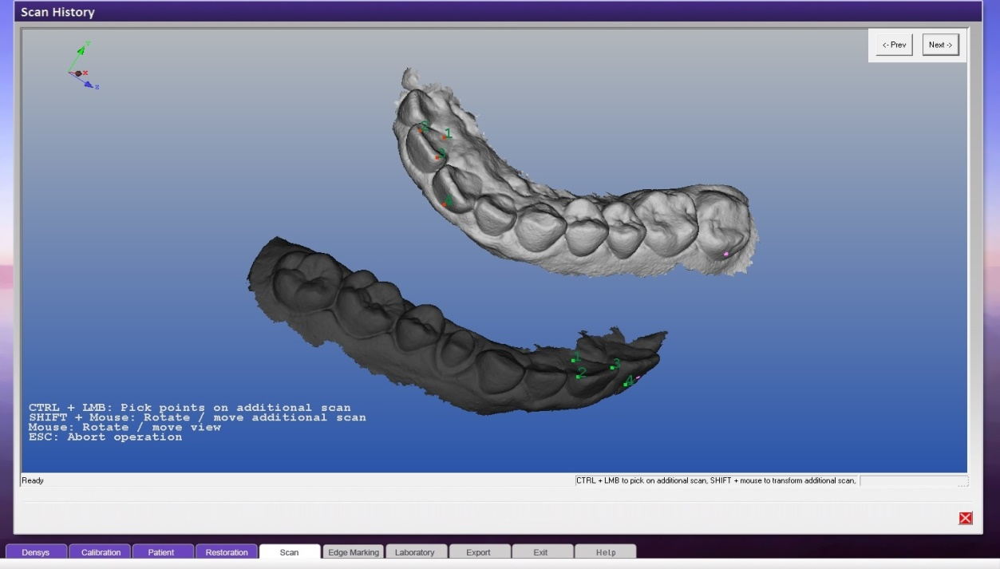 Scan History
<- Prev
Next ->
Y
X
Z
2
1
3
4
1
2
3
4
CTRL + LMB: Pick points on additional scan
SHIFT + Mouse: Rotate / move additional scan
Mouse: Rotate / move view
ESC: Abort operation
Ready
CTRL + LMB to pick on additional scan, SHIFT + mouse to transform additional scan,
Densys
Calibration
Patient
Restoration
Scan
Edge Marking
Laboratory
Export
Exit
Help